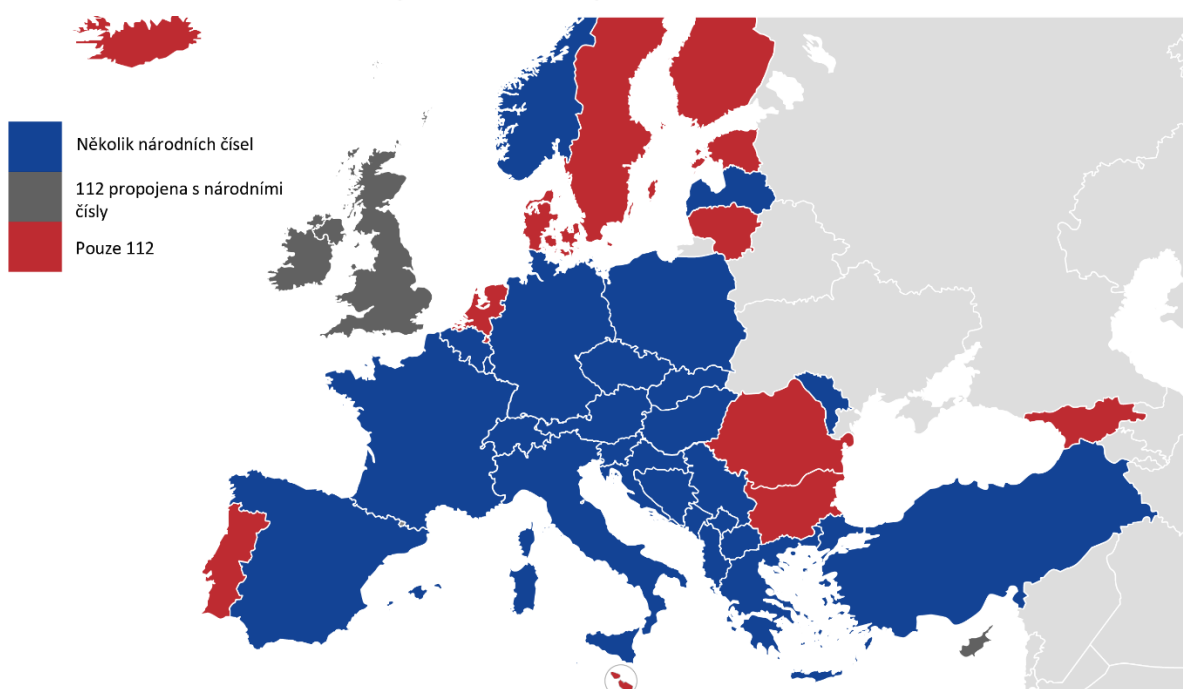 Několik národních čísel
112 propojena s národními
čísly
Pouze 112